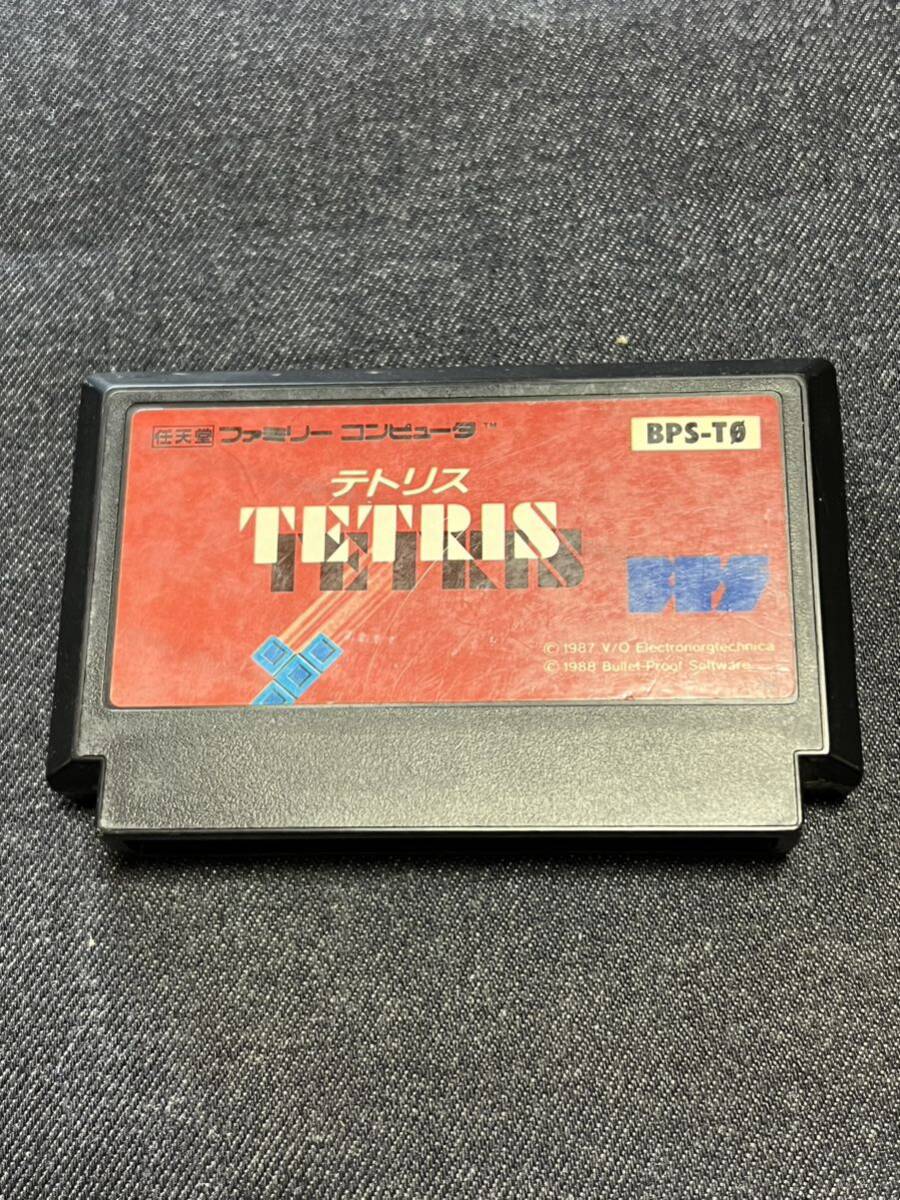 任天堂 ファミリー コンピュータ™
BPS-TØ
テトリス
TETRIS
TETRIS
BPS
© 1987 V/O Electronorgtechnica
© 1988 Bullet-Proof Software